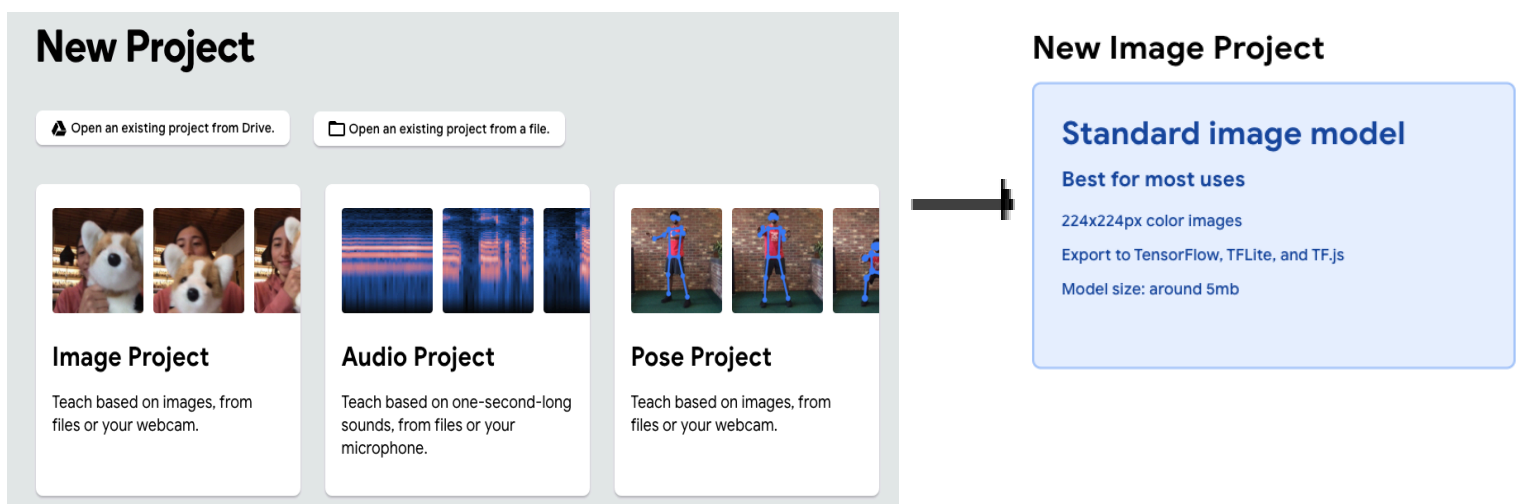 New Project
Open an existing project from Drive.
Open an existing project from a file.
Image Project
Teach based on images, from
files or your webcam.
Audio Project
Teach based on one-second-long
sounds, from files or your
microphone.
Pose Project
Teach based on images, from
files or your webcam.
New Image Project
Standard image model
Best for most uses
224x224px color images
Export to TensorFlow, TFLite, and TF.js
Model size: around 5mb